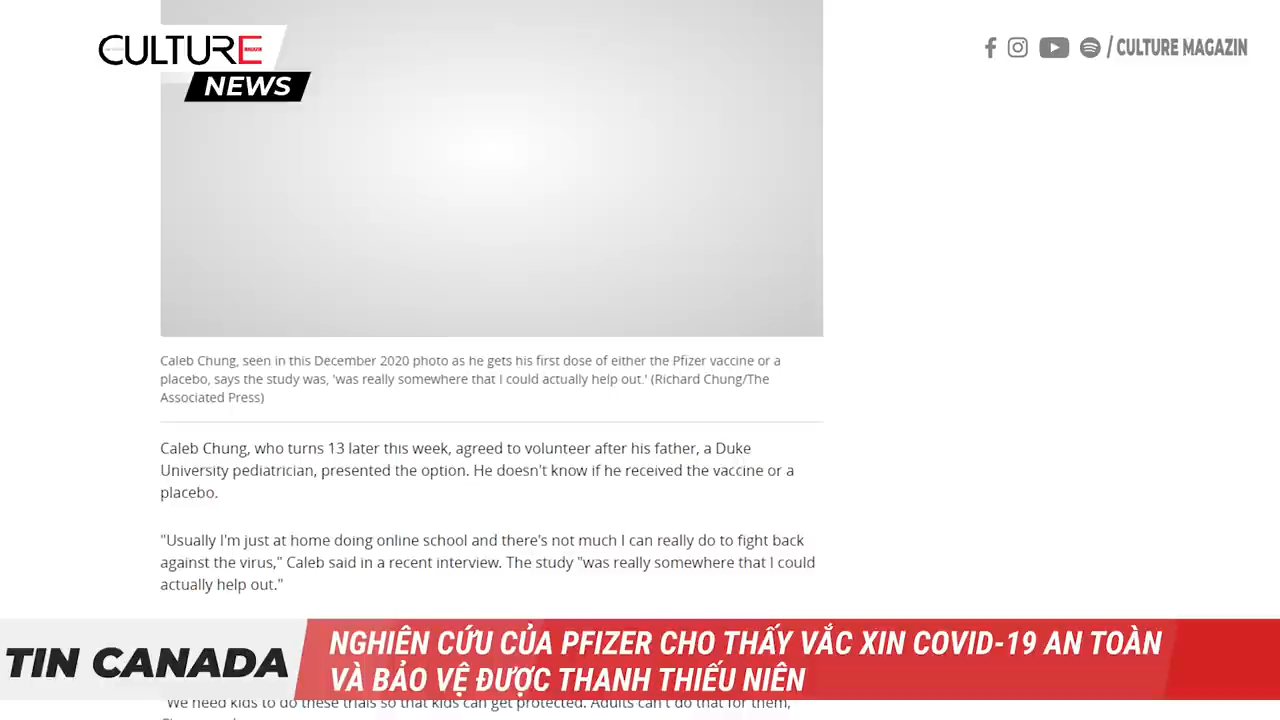 CULTURE
NEWS
/ CULTURE MAGAZIN
Caleb Chung, seen in this December 2020 photo as he gets his first dose of either the Pfizer vaccine or a
placebo, says the study was, 'was really somewhere that I could actually help out.' (Richard Chung/The
Associated Press)
Caleb Chung, who turns 13 later this week, agreed to volunteer after his father, a Duke
University pediatrician, presented the option. He doesn't know if he received the vaccine or a
placebo.
"Usually I'm just at home doing online school and there's not much I can really do to fight back
against the virus," Caleb said in a recent interview. The study "was really somewhere that I could
actually help out."
TIN CANADA
NGHIÊN CỨU CỦA PFIZER CHO THẤY VẮC XIN COVID-19 AN TOÀN
VÀ BẢO VỆ ĐƯỢC THANH THIẾU NIÊN
"We need kids to do these trials so that kids can get protected. Adults can't do that for them,"